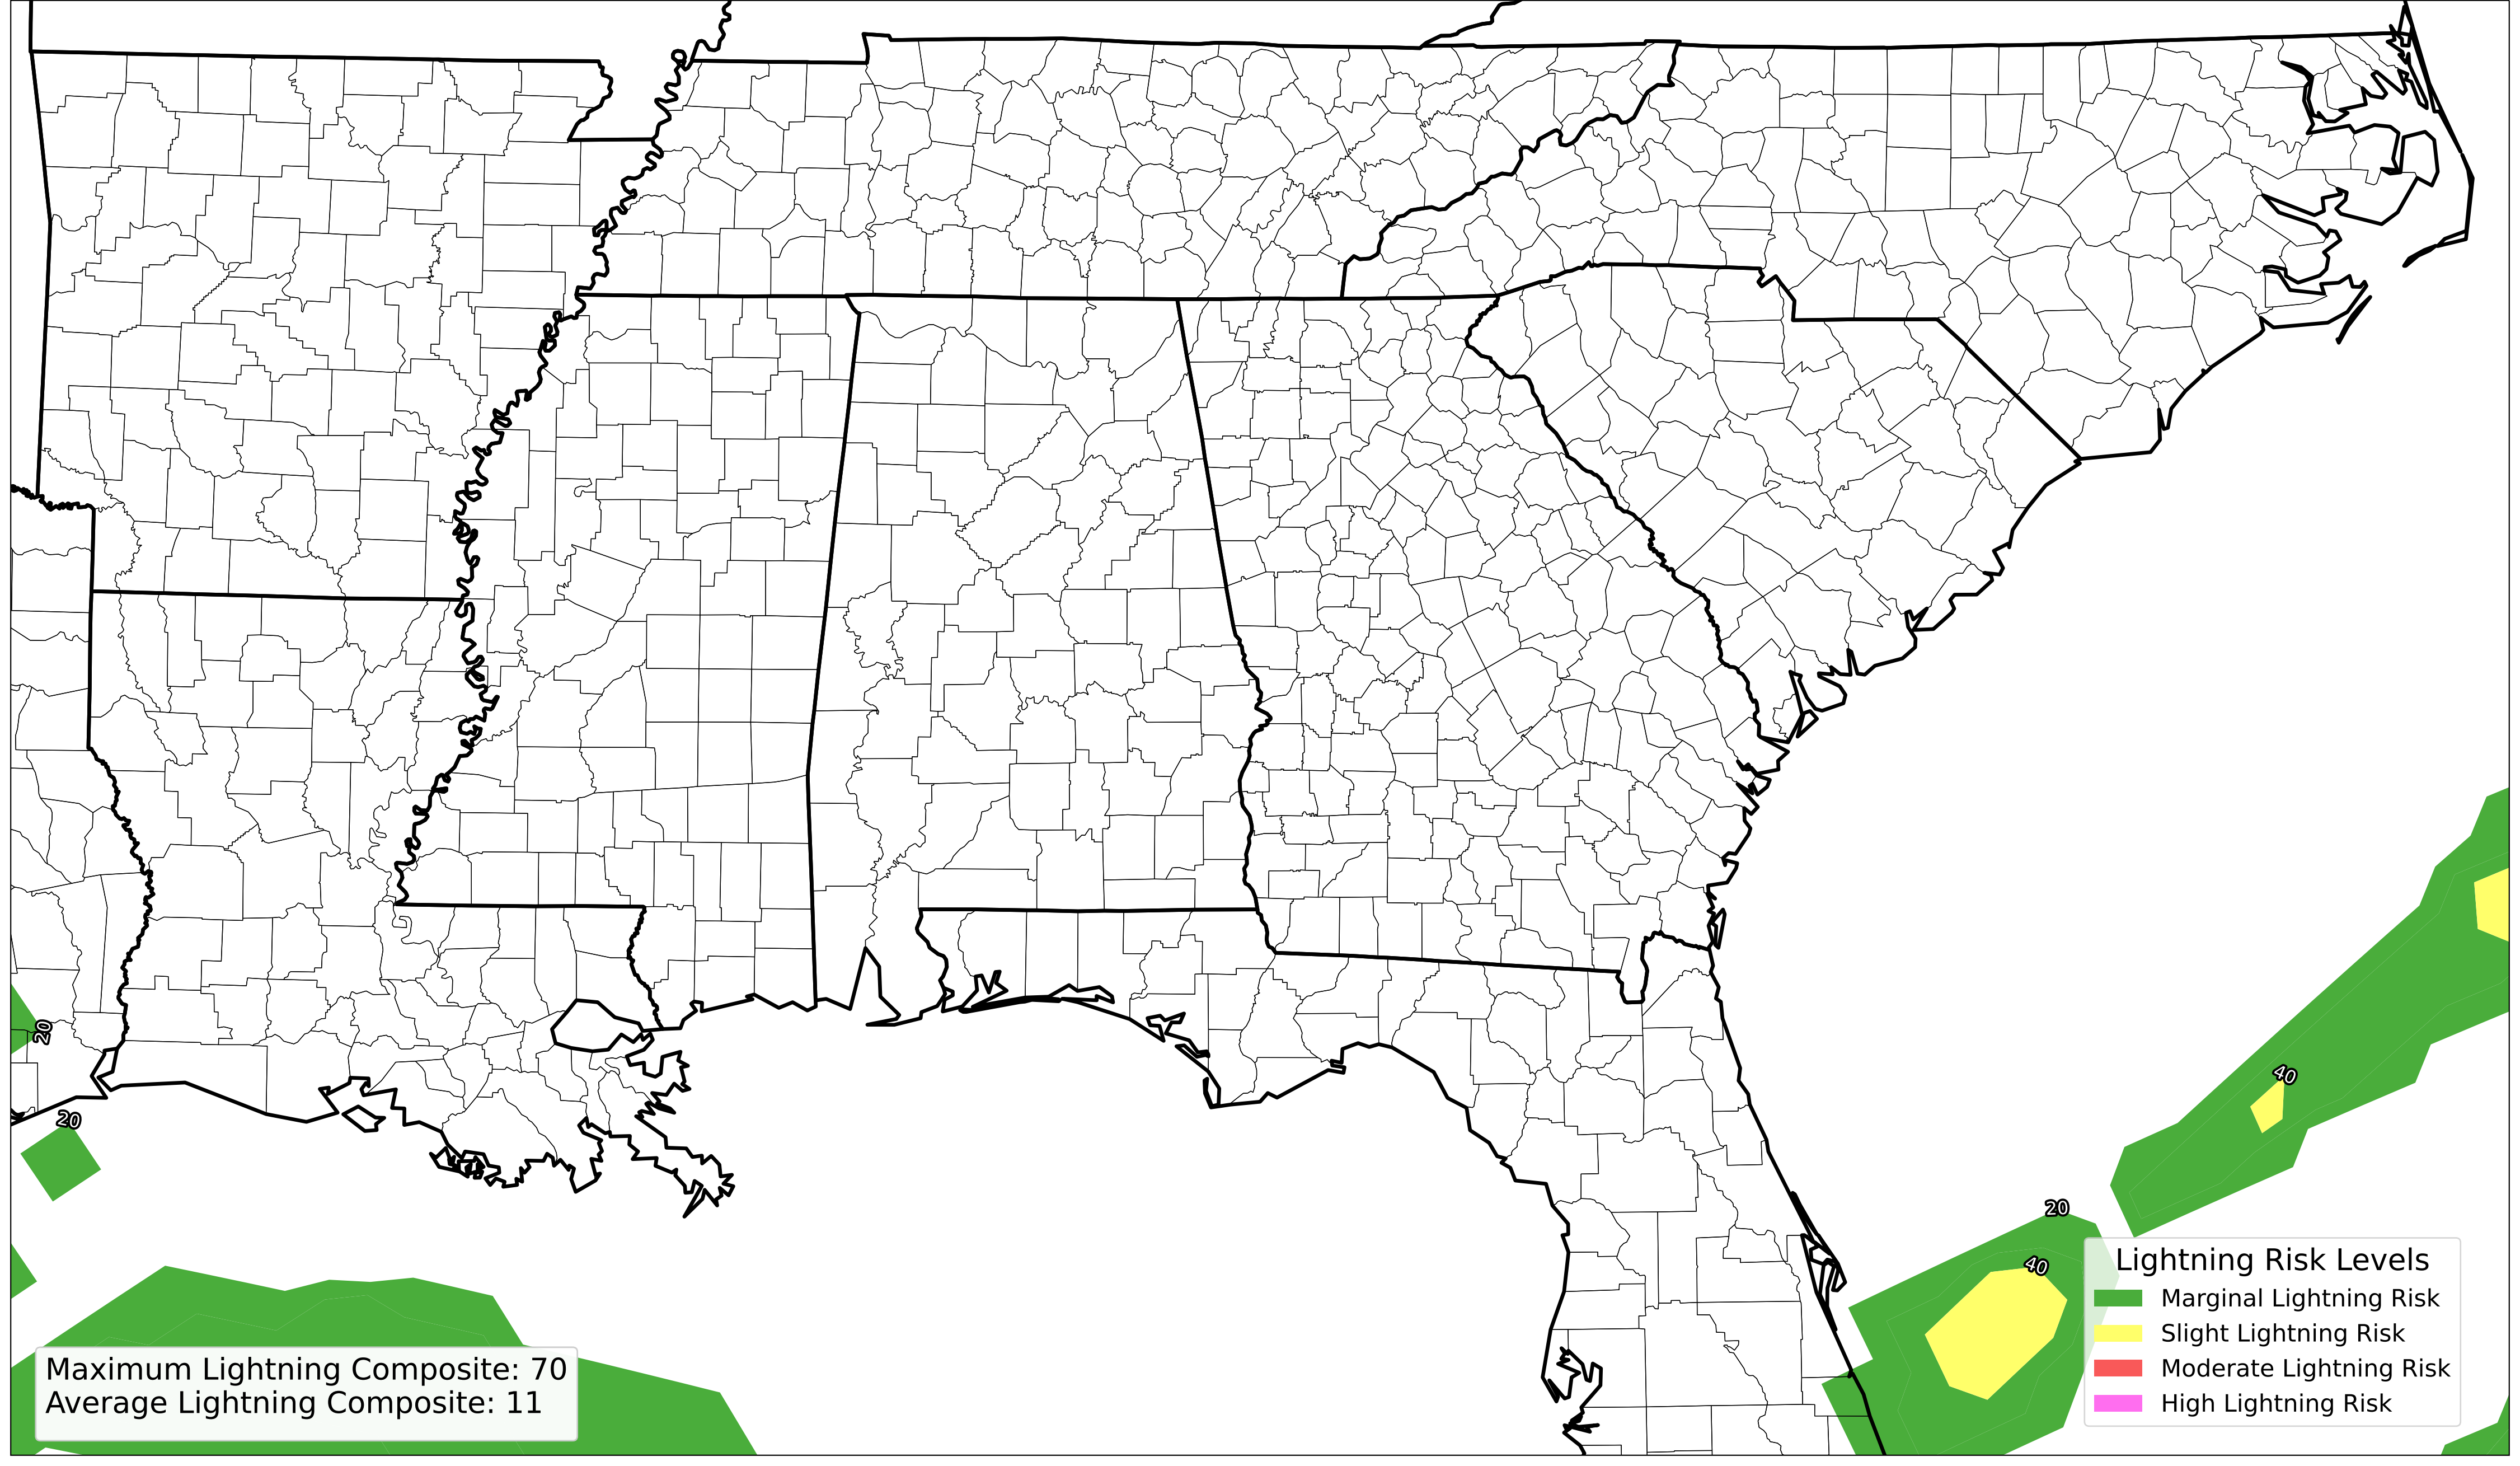 20
20
40
20
40
Maximum Lightning Composite: 70
Average Lightning Composite: 11
Lightning Risk Levels
Marginal Lightning Risk
Slight Lightning Risk
Moderate Lightning Risk
High Lightning Risk